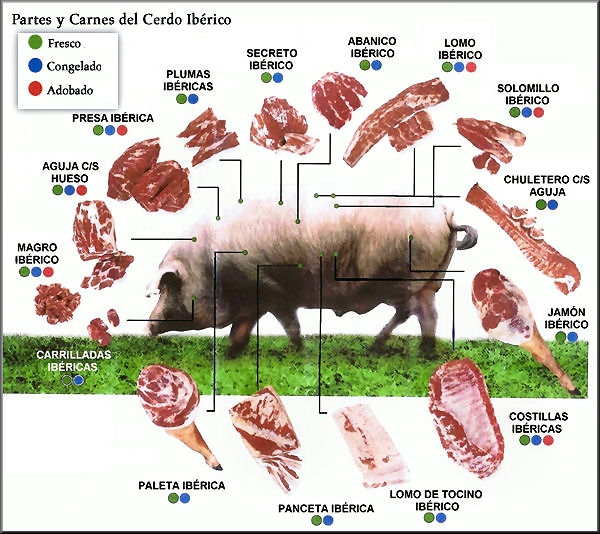 Partes y Carnes del Cerdo Ibérico
Fresco
Congelado
Adobado
PLUMAS
IBÉRICAS
SECRETO
IBÉRICO
ABANICO
IBÉRICO
LOMO
IBÉRICO
SOLOMILLO
IBÉRICO
PRESA IBÉRICA
AGUJA C/S
HUESO
CHULETERO C/S
AGUJA
MAGRO
IBÉRICO
JAMÓN
IBÉRICO
CARRILLADAS
IBÉRICAS
COSTILLAS
IBÉRICAS
PALETA IBÉRICA
PANCETA IBÉRICA
LOMO DE TOCINO
IBÉRICO